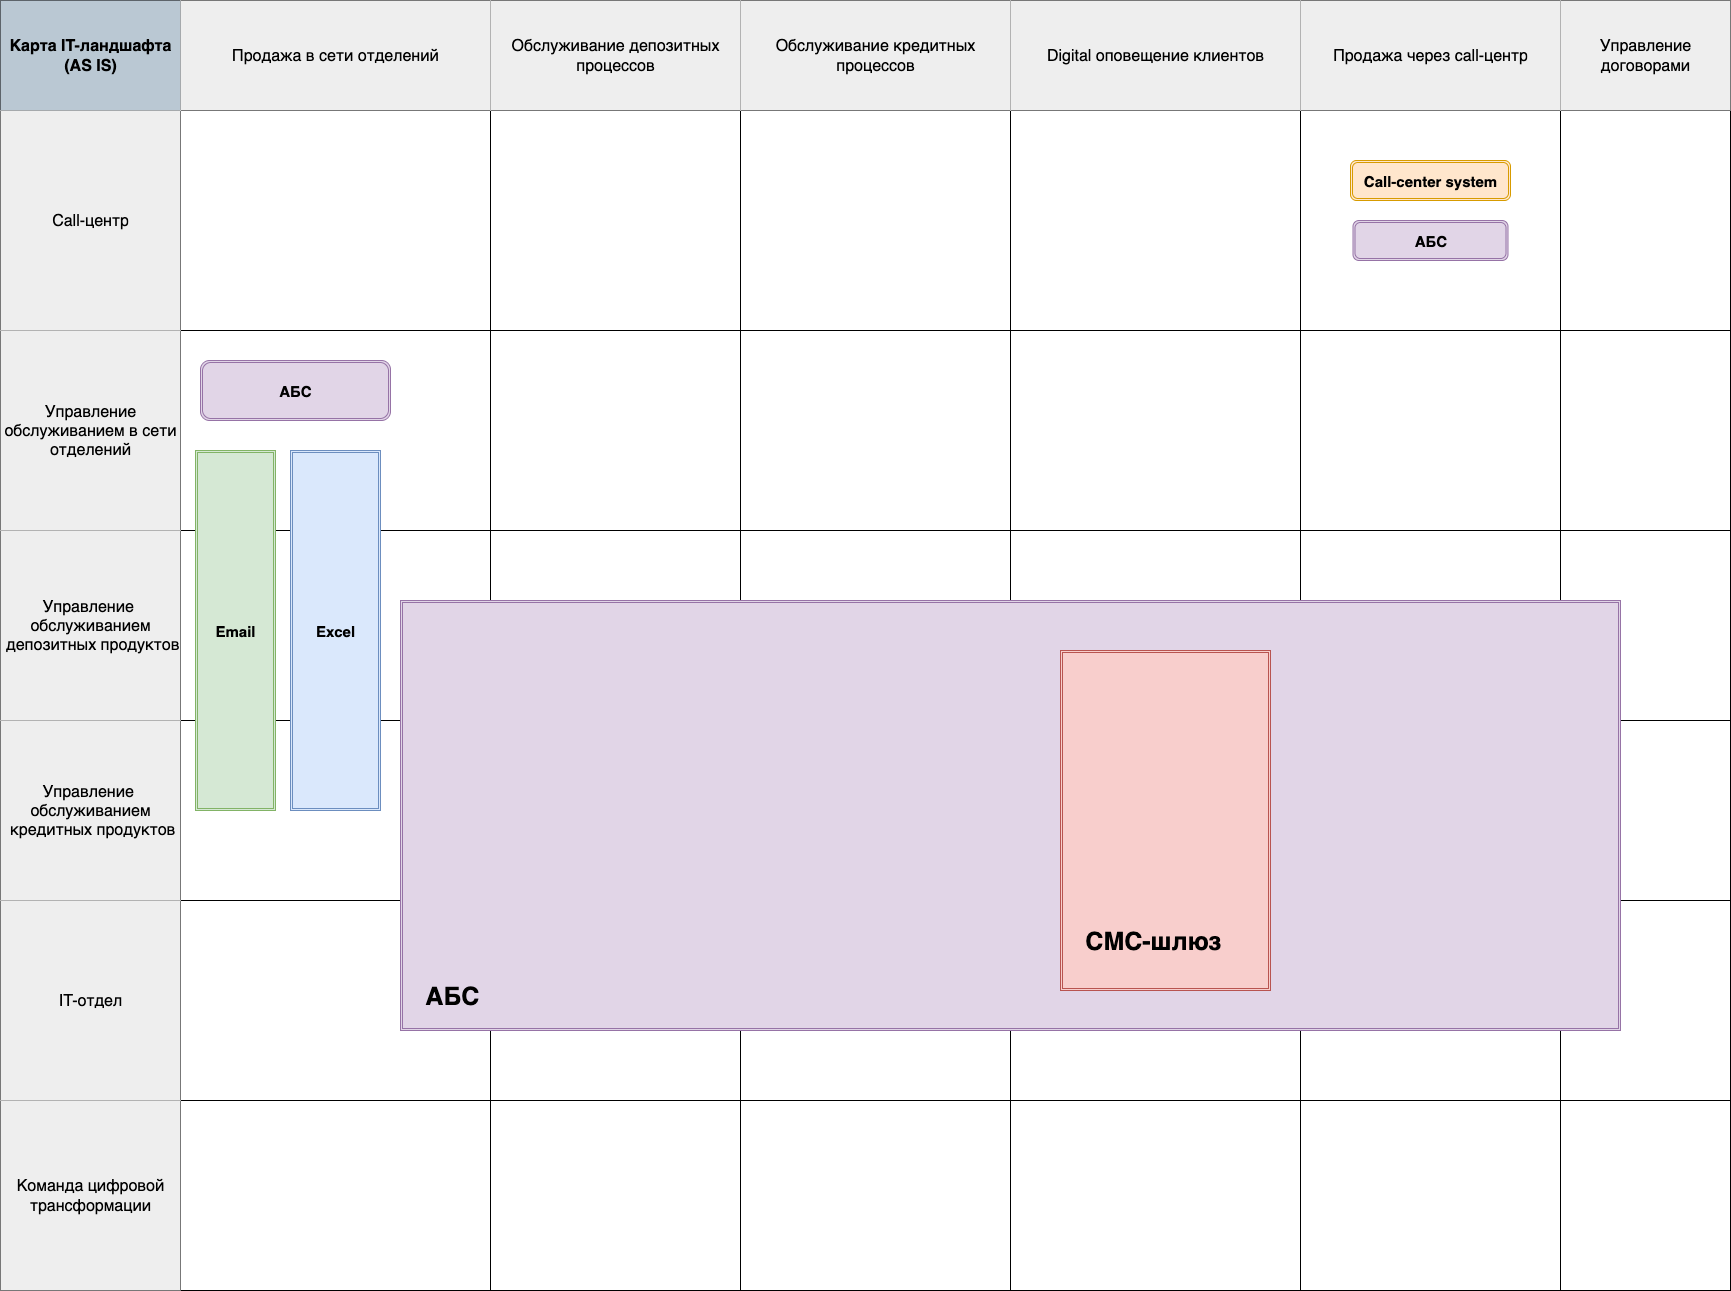 Карта IT-ландшафта
(AS IS)
Продажа в сети отделений
Обслуживание депозитных
процессов
Обслуживание кредитных
процессов
Digital оповещение клиентов
Продажа через call-центр
Управление
договорами
Call-центр
Call-center system
АБС
Управление
обслуживанием в сети
отделений
АБС
Управление
обслуживанием
депозитных продуктов
Email
Excel
Управление
обслуживанием
кредитных продуктов
СМС-шлюз
АБС
IT-отдел
Команда цифровой
трансформации